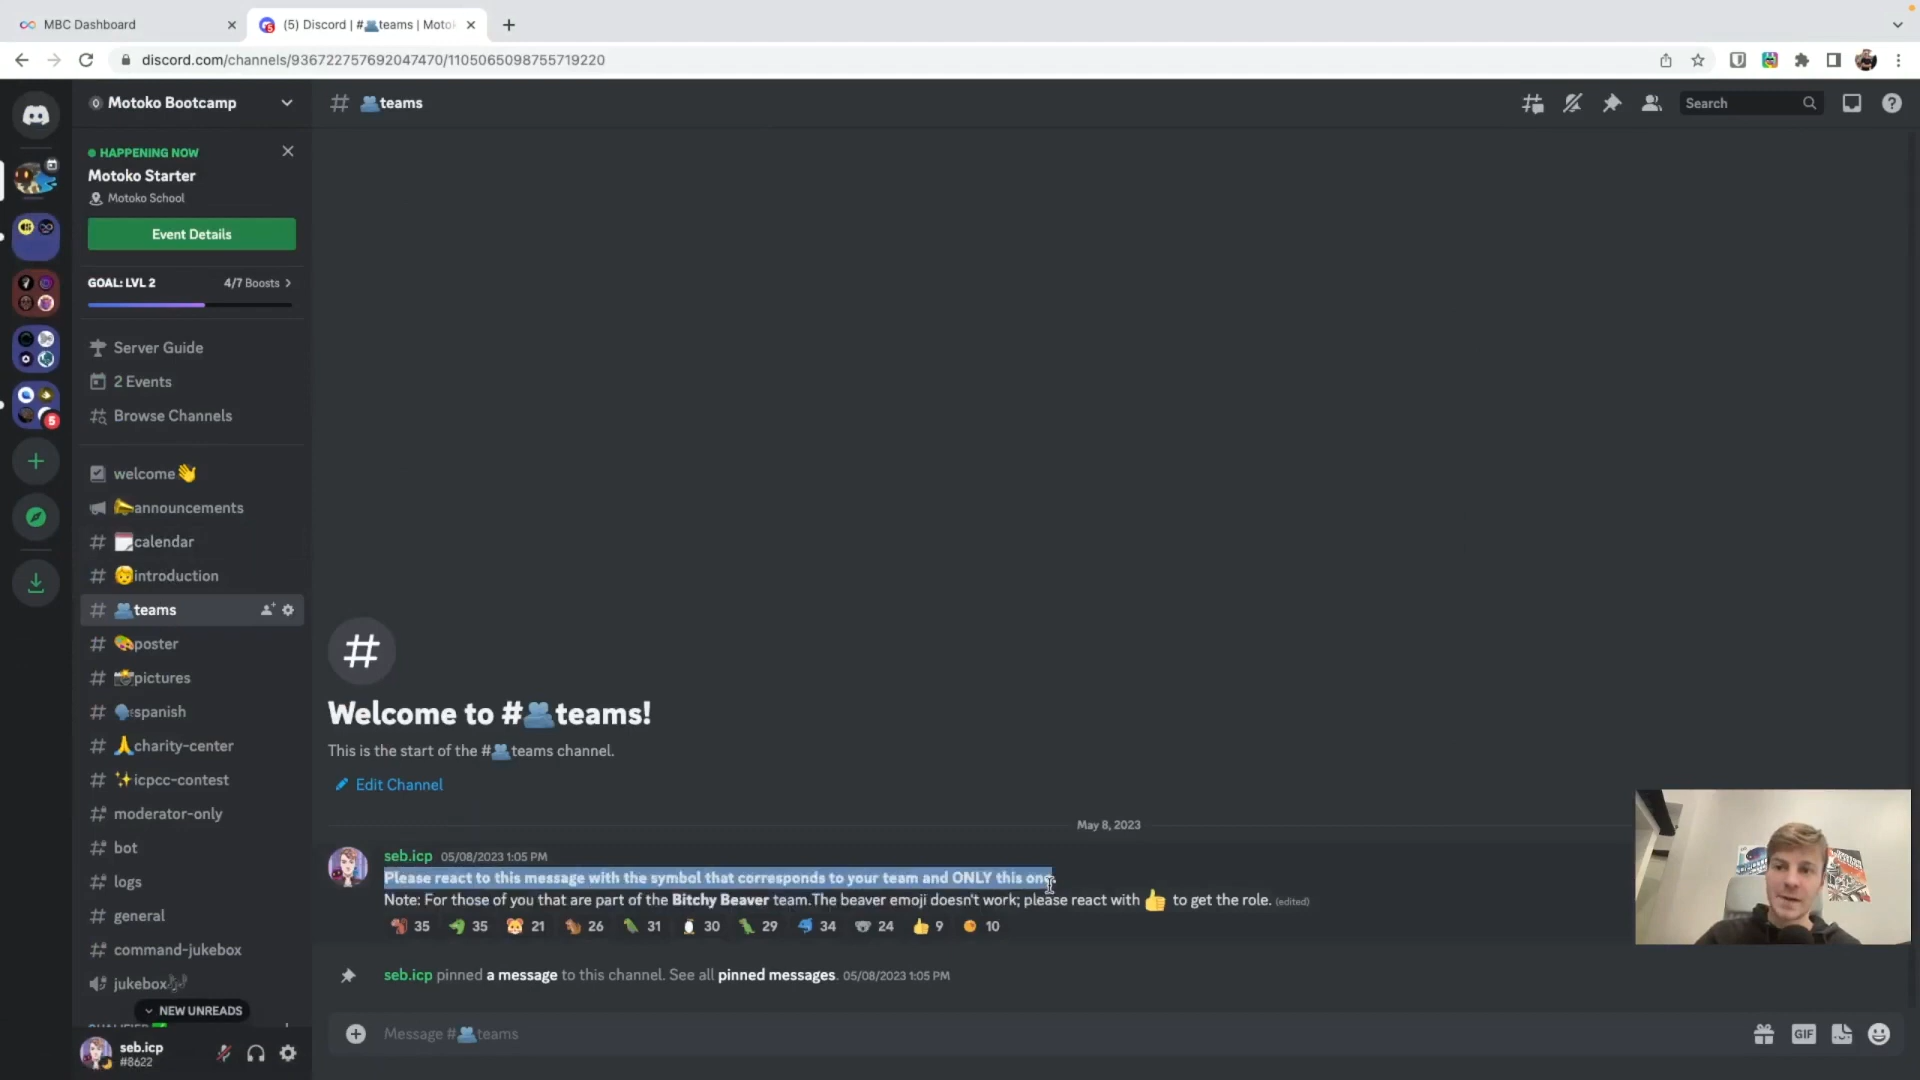 MBC Dashboard
(5) Discord | #👥teams | Motok
discord.com/channels/936722757692047470/1105065098755719220
Motoko Bootcamp
# 👥teams
Search
HAPPENING NOW
Motoko Starter
Motoko School
Event Details
GOAL: LVL 2 4/7 Boosts
Server Guide
2 Events
Browse Channels
welcome👋
📣announcements
🗓️calendar
🧑introduction
👥teams
🎨poster
📸pictures
🗣️spanish
🙏charity-center
✨icpcc-contest
moderator-only
bot
logs
general
command-jukebox
jukebox🎶
NEW UNREADS
seb.icp
#8622
#
Welcome to #👥teams!
This is the start of the #👥teams channel.
Edit Channel
May 8, 2023
seb.icp 05/08/2023 1:05 PM
Please react to this message with the symbol that corresponds to your team and ONLY this one
Note: For those of you that are part of the Bitchy Beaver team.The beaver emoji doesn't work; please react with 👍 to get the role. (edited)
35 35 21 26 31 30 29 34 24 9 10
seb.icp pinned a message to this channel. See all pinned messages. 05/08/2023 1:05 PM
Message #👥teams
GIF
5